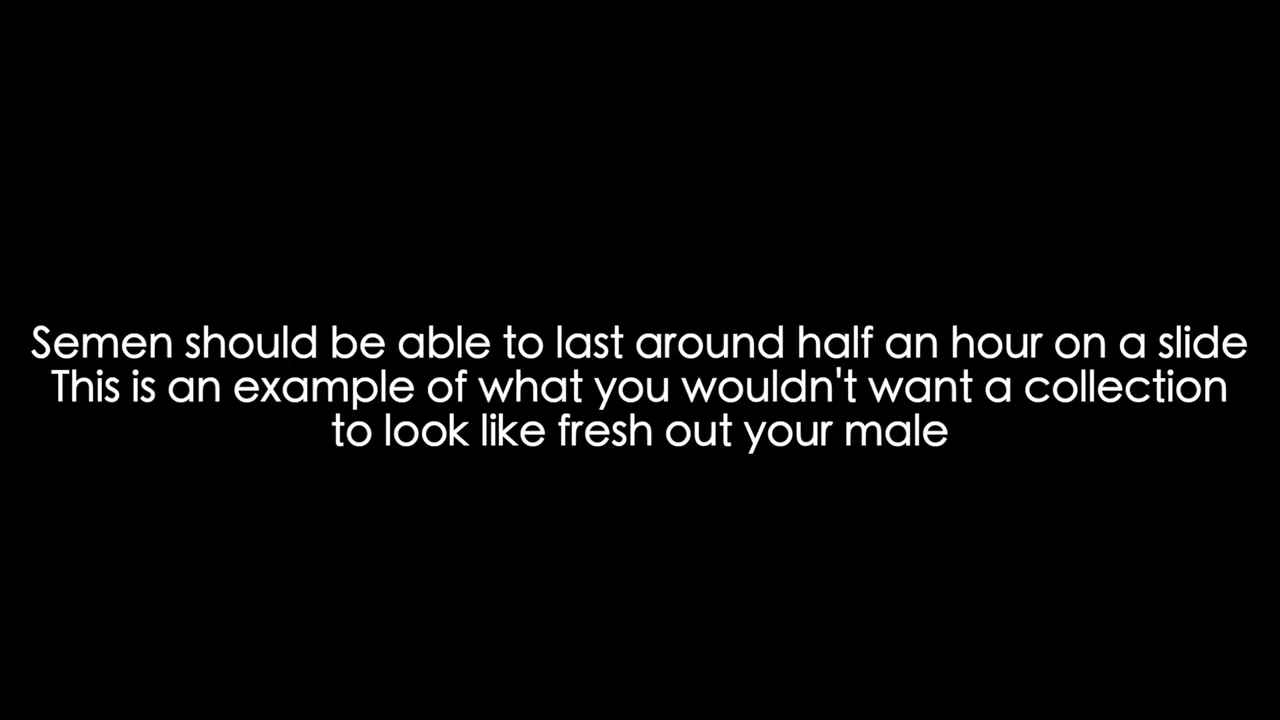 Semen should be able to last around half an hour on a slide
This is an example of what you wouldn't want a collection
to look like fresh out your male